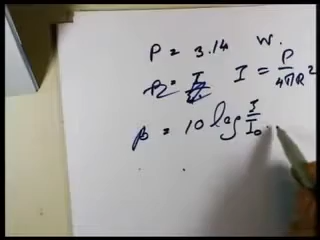 P = 3.14 W.
I = P/4πR²
β = 10 log I/I₀